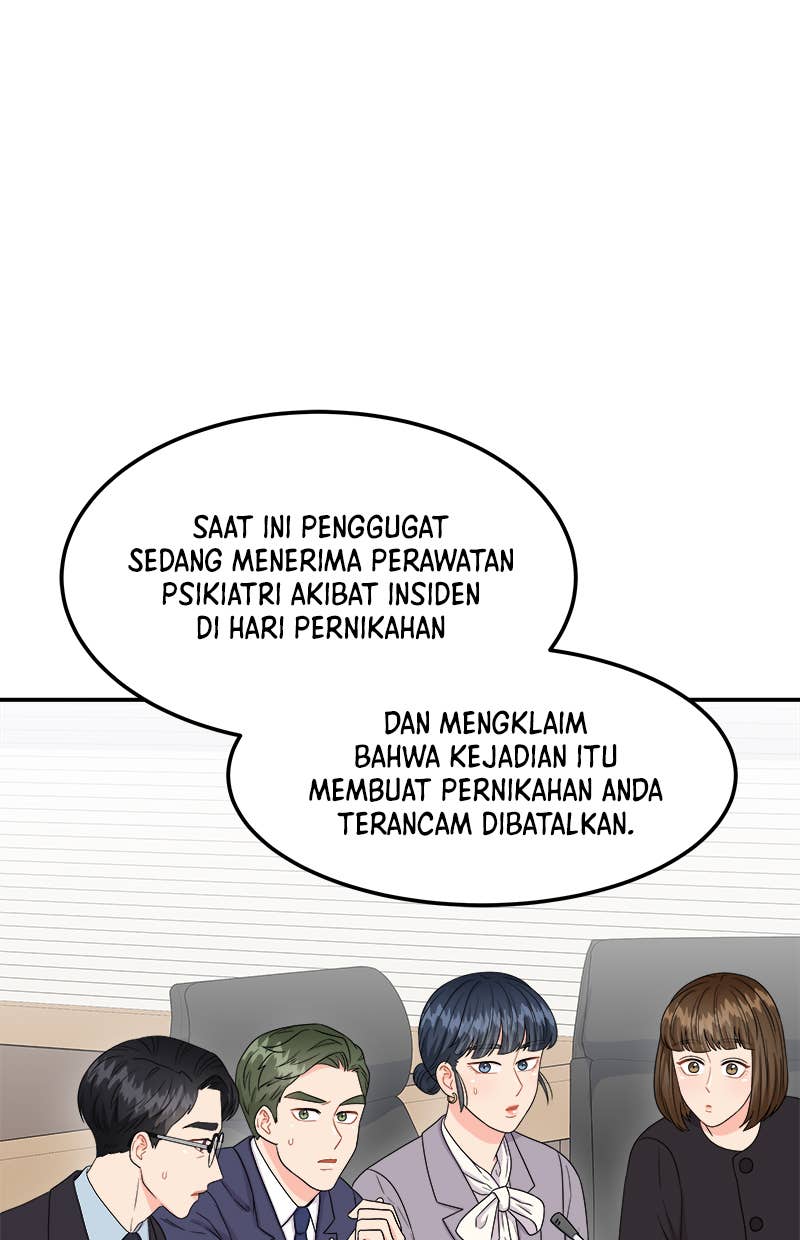 SAAT INI PENGGUGAT
SEDANG MENERIMA PERAWATAN
PSIKIATRI AKIBAT INSIDEN
DI HARI PERNIKAHAN
DAN MENGKLAIM
BAHWA KEJADIAN ITU
MEMBUAT PERNIKAHAN ANDA
TERANCAM DIBATALKAN.